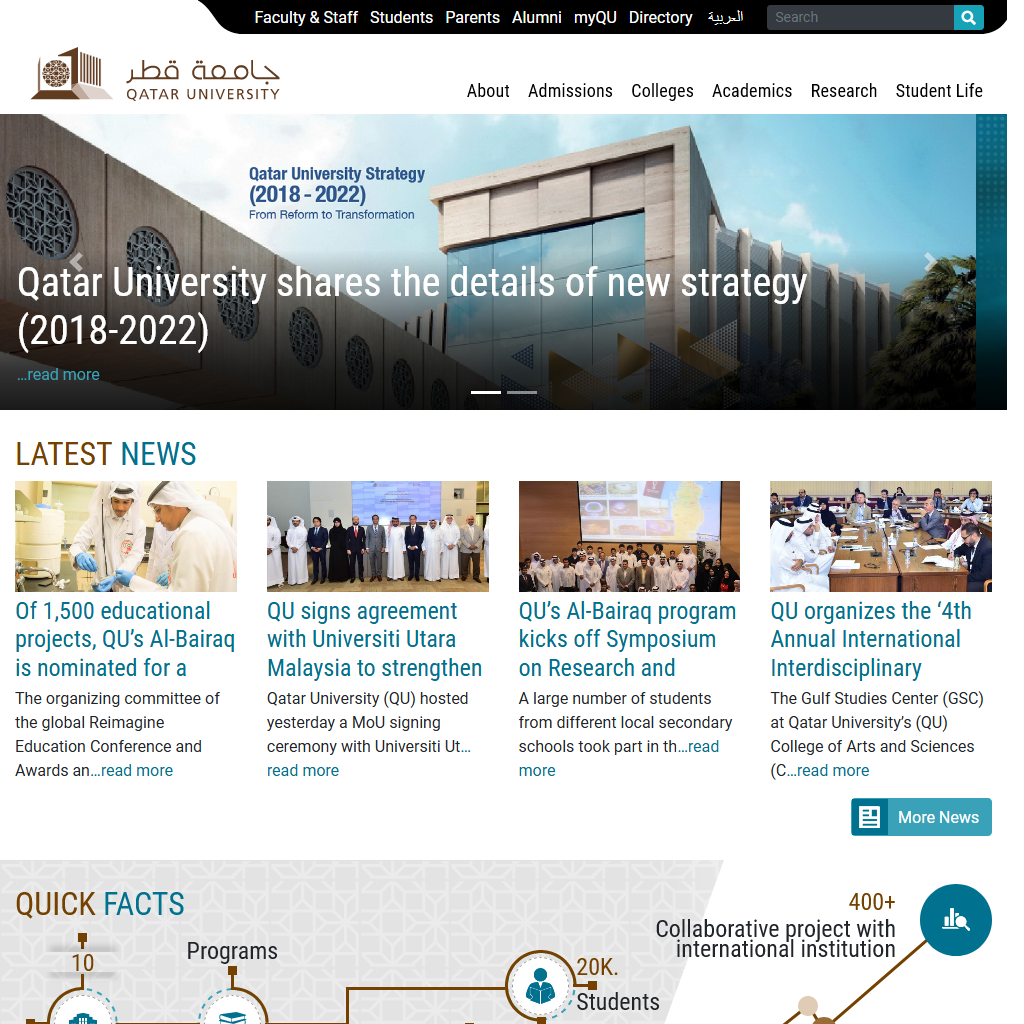 Faculty & Staff Students Parents Alumni myQU Directory العربية
Search
جامعة قطر
QATAR UNIVERSITY
About Admissions Colleges Academics Research Student Life
Qatar University Strategy
(2018 - 2022)
From Reform to Transformation
Qatar University shares the details of new strategy
(2018-2022)
...read more
LATEST NEWS
Of 1,500 educational
projects, QU’s Al-Bairaq
is nominated for a
The organizing committee of
the global Reimagine
Education Conference and
Awards an...read more
QU signs agreement
with Universiti Utara
Malaysia to strengthen
Qatar University (QU) hosted
yesterday a MoU signing
ceremony with Universiti Ut...
read more
QU’s Al-Bairaq program
kicks off Symposium
on Research and
A large number of students
from different local secondary
schools took part in th...read
more
QU organizes the ‘4th
Annual International
Interdisciplinary
The Gulf Studies Center (GSC)
at Qatar University’s (QU)
College of Arts and Sciences
(C...read more
More News
QUICK FACTS
10
Programs
20K.
Students
400+
Collaborative project with
international institution